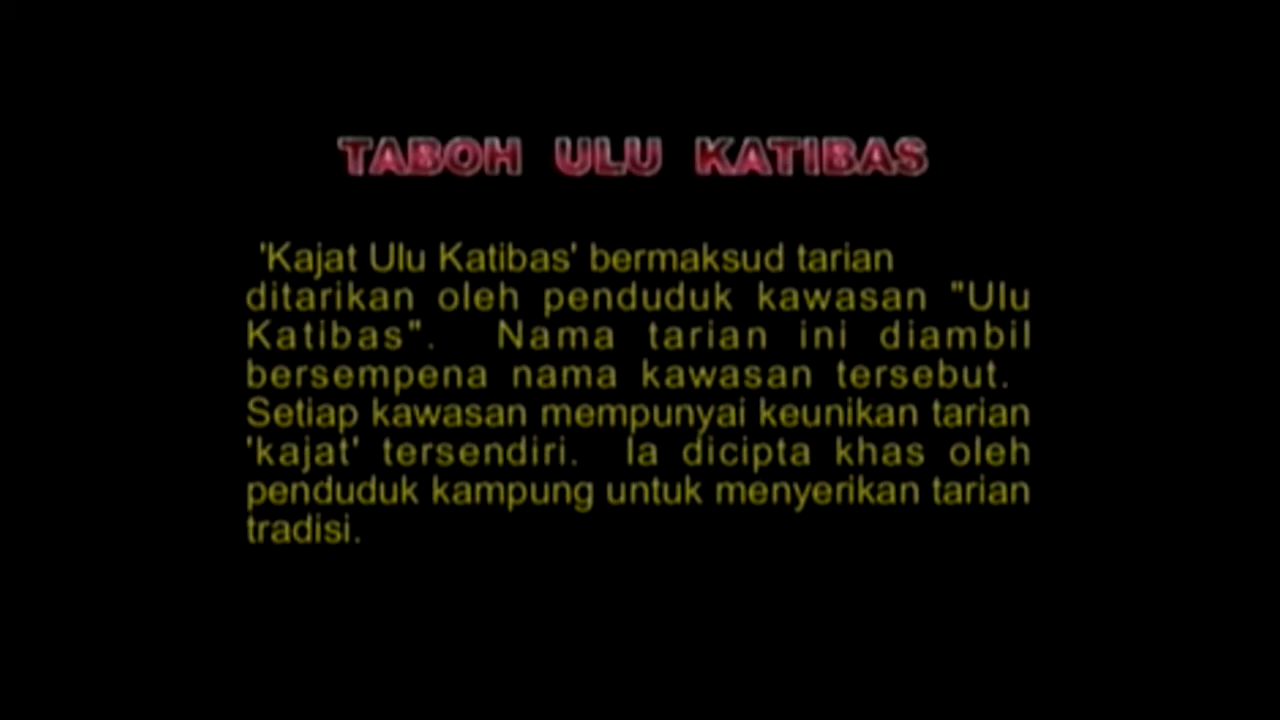 TABOH ULU KATIBAS
'Kajat Ulu Katibas' bermaksud tarian
ditarikan oleh penduduk kawasan "Ulu
Katibas". Nama tarian ini diambil
bersempena nama kawasan tersebut.
Setiap kawasan mempunyai keunikan tarian
'kajat' tersendiri. Ia dicipta khas oleh
penduduk kampung untuk menyerikan tarian
tradisi.